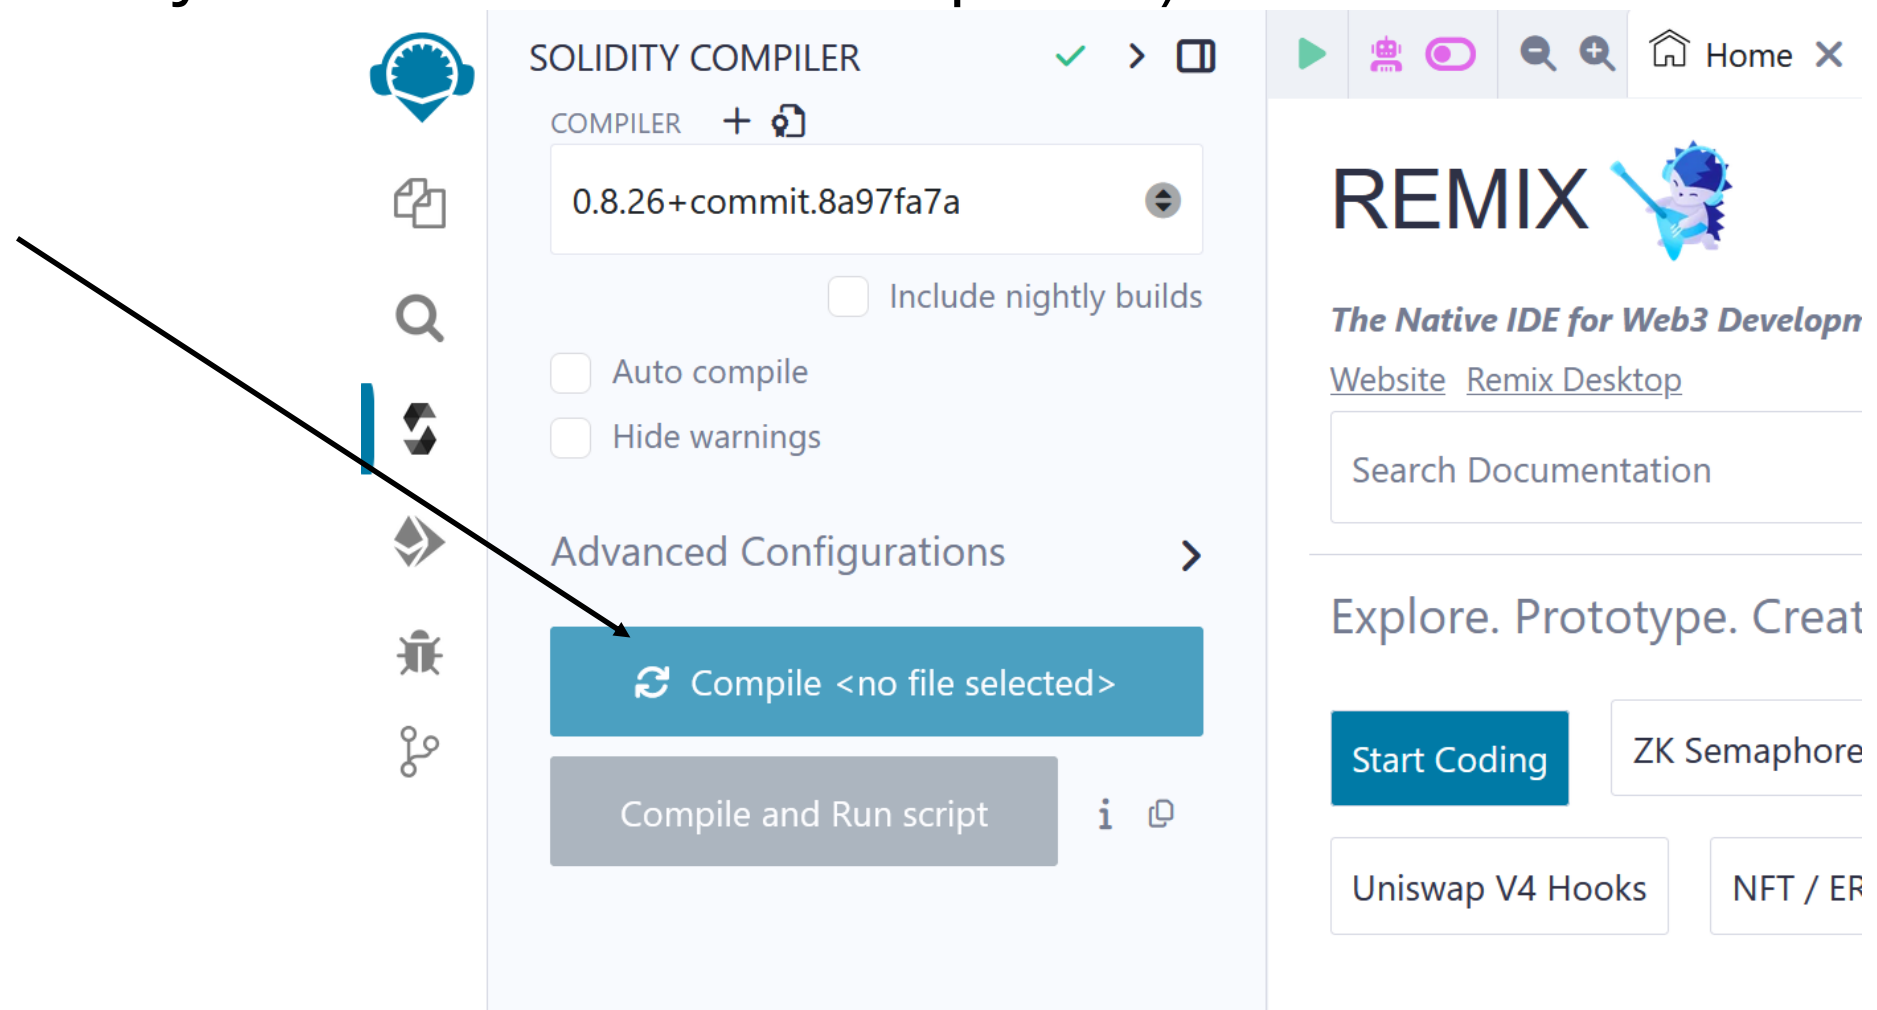 SOLIDITY COMPILER
COMPILER
0.8.26+commit.8a97fa7a
Include nightly builds
Auto compile
Hide warnings
Advanced Configurations
Compile <no file selected>
Compile and Run script
i
Home
REMIX
The Native IDE for Web3 Developm
Website Remix Desktop
Search Documentation
Explore. Prototype. Creat
Start Coding
ZK Semaphore
Uniswap V4 Hooks
NFT / ER